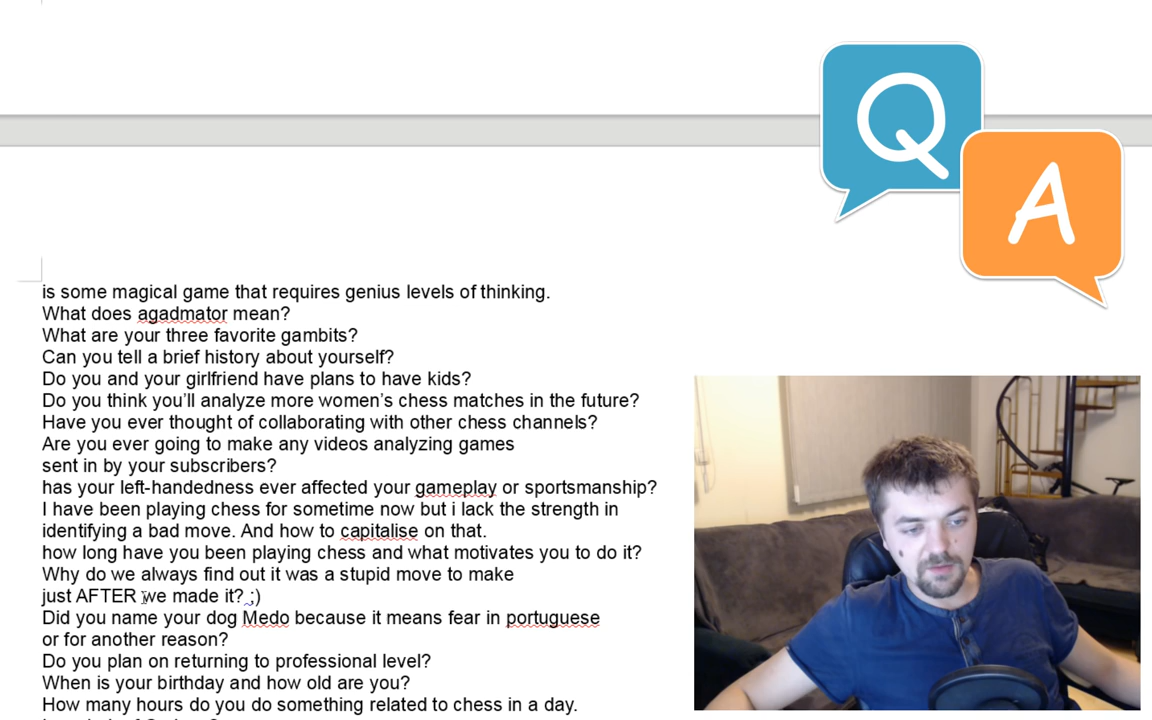 Q
A
is some magical game that requires genius levels of thinking.
What does agadmator mean?
What are your three favorite gambits?
Can you tell a brief history about yourself?
Do you and your girlfriend have plans to have kids?
Do you think you’ll analyze more women’s chess matches in the future?
Have you ever thought of collaborating with other chess channels?
Are you ever going to make any videos analyzing games
sent in by your subscribers?
has your left-handedness ever affected your gameplay or sportsmanship?
I have been playing chess for sometime now but i lack the strength in
identifying a bad move. And how to capitalise on that.
how long have you been playing chess and what motivates you to do it?
Why do we always find out it was a stupid move to make
just AFTER we made it? ;)
Did you name your dog Medo because it means fear in portuguese
or for another reason?
Do you plan on returning to professional level?
When is your birthday and how old are you?
How many hours do you do something related to chess in a day.